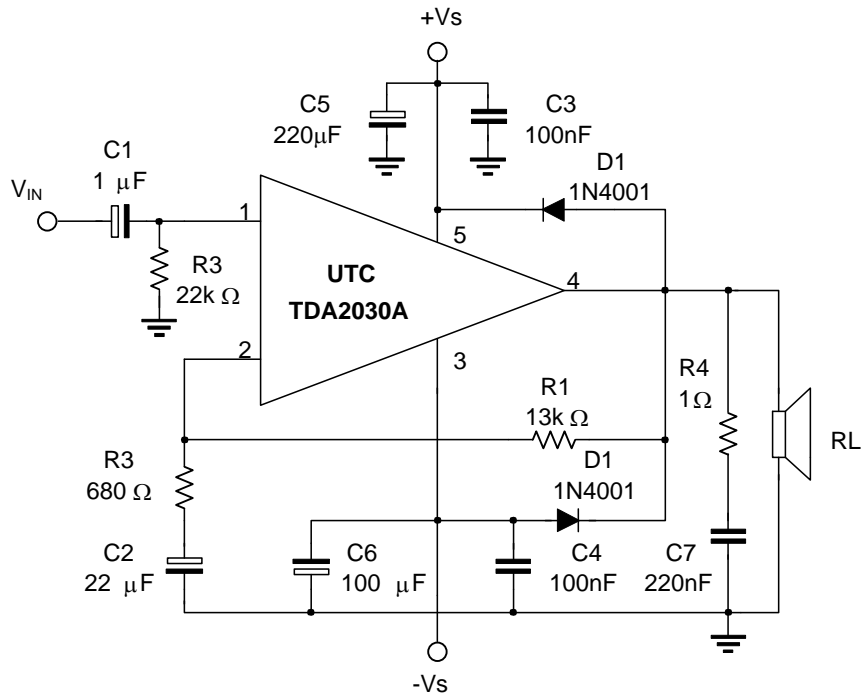 +Vs
C5
220μF
C3
100nF
C1
1 μF
D1
1N4001
VIN
1
5
R3
22k Ω
UTC
TDA2030A
4
2
3
R4
1Ω
R1
13k Ω
RL
R3
680 Ω
D1
1N4001
C2
22 μF
C6
100 μF
C4
100nF
C7
220nF
-Vs